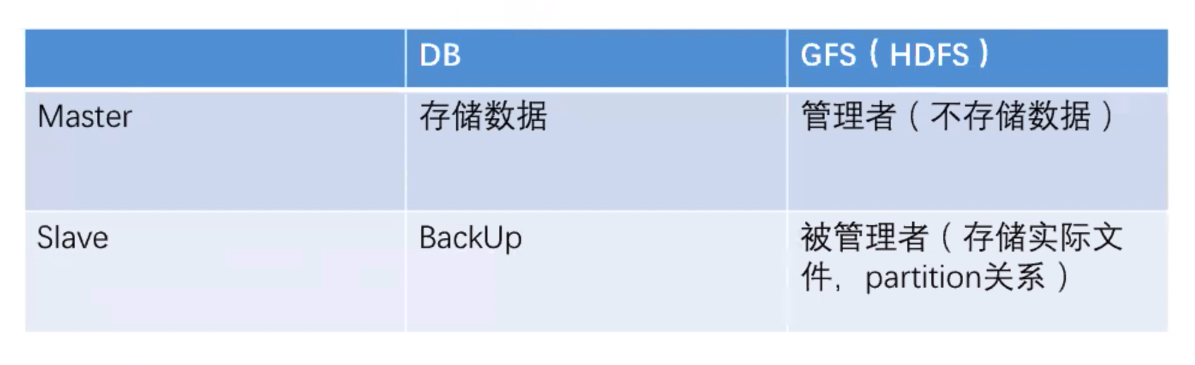 DB GFS（HDFS）
Master 存储数据 管理者（不存储数据）
Slave BackUp 被管理者（存储实际文
件，partition关系）